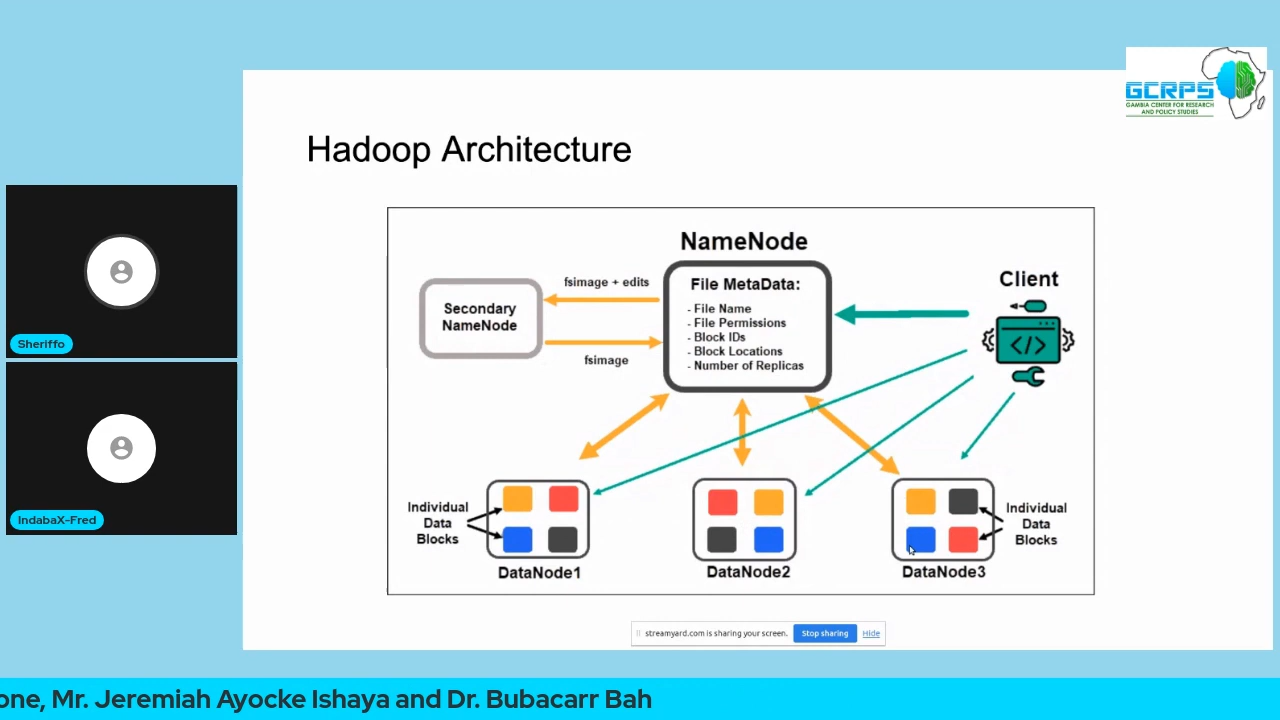 GCRPS
GAMBIA CENTER FOR RESEARCH
AND POLICY STUDIES
Hadoop Architecture
NameNode
Secondary
NameNode
fsimage + edits
fsimage
File MetaData:
- File Name
- File Permissions
- Block IDs
- Block Locations
- Number of Replicas
Client
</>
Individual
Data
Blocks
Individual
Data
Blocks
DataNode1
DataNode2
DataNode3
Sheriffo
IndabaX-Fred
streamyard.com is sharing your screen.
Stop sharing
Hide
one, Mr. Jeremiah Ayocke Ishaya and Dr. Bubacarr Bah